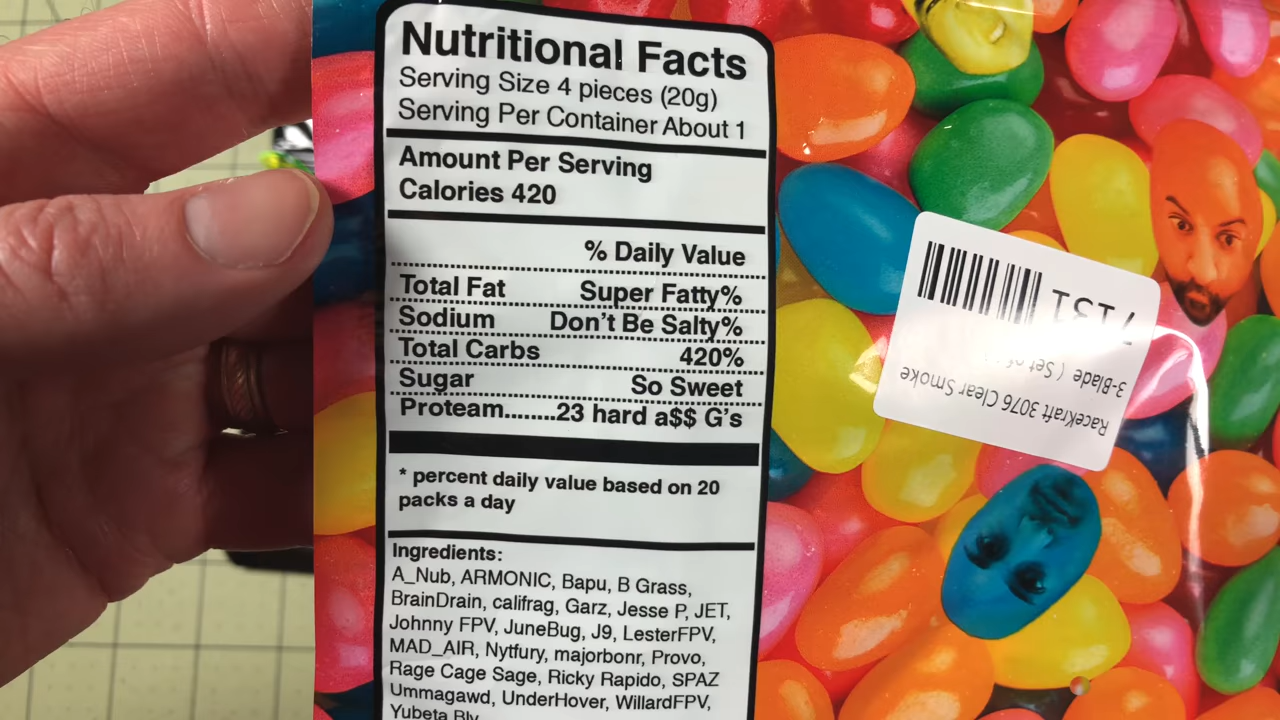 Nutritional Facts
Serving Size 4 pieces (20g)
Serving Per Container About 1
Amount Per Serving
Calories 420
% Daily Value
Total Fat Super Fatty%
Sodium Don't Be Salty%
Total Carbs 420%
Sugar So Sweet
Proteam........23 hard a$$ G's
* percent daily value based on 20
packs a day
Ingredients:
A_Nub, ARMONIC, Bapu, B Grass,
BrainDrain, califrag, Garz, Jesse P, JET,
Johnny FPV, JuneBug, J9, LesterFPV,
MAD_AIR, Nytfury, majorbonr, Provo,
Rage Cage Sage, Ricky Rapido, SPAZ
Ummagawd, UnderHover, WillardFPV,
Yubeta
RaceKraft 3076 Clear Smoke
3-Blade ( Set of
7131